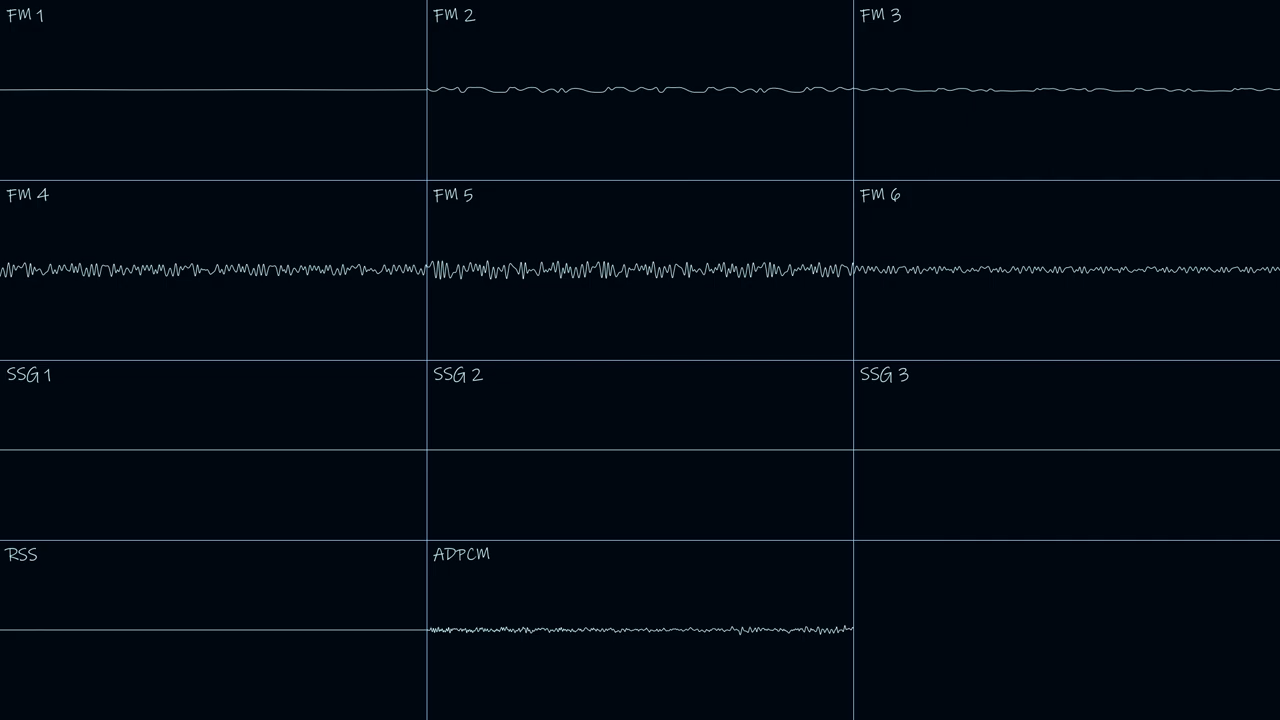 FM 1
FM 2
FM 3
FM 4
FM 5
FM 6
SSG 1
SSG 2
SSG 3
RSS
ADPCM